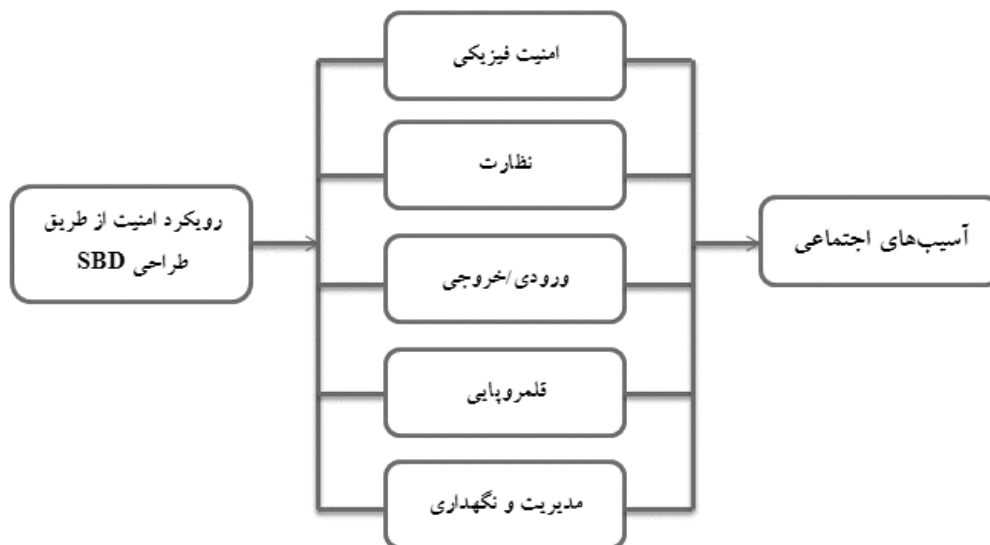 رویکرد امنیت از طریق
طراحی SBD
امنیت فیزیکی
نظارت
ورودی/خروجی
قلمروپایی
مدیریت و نگهداری
آسیب‌های اجتماعی